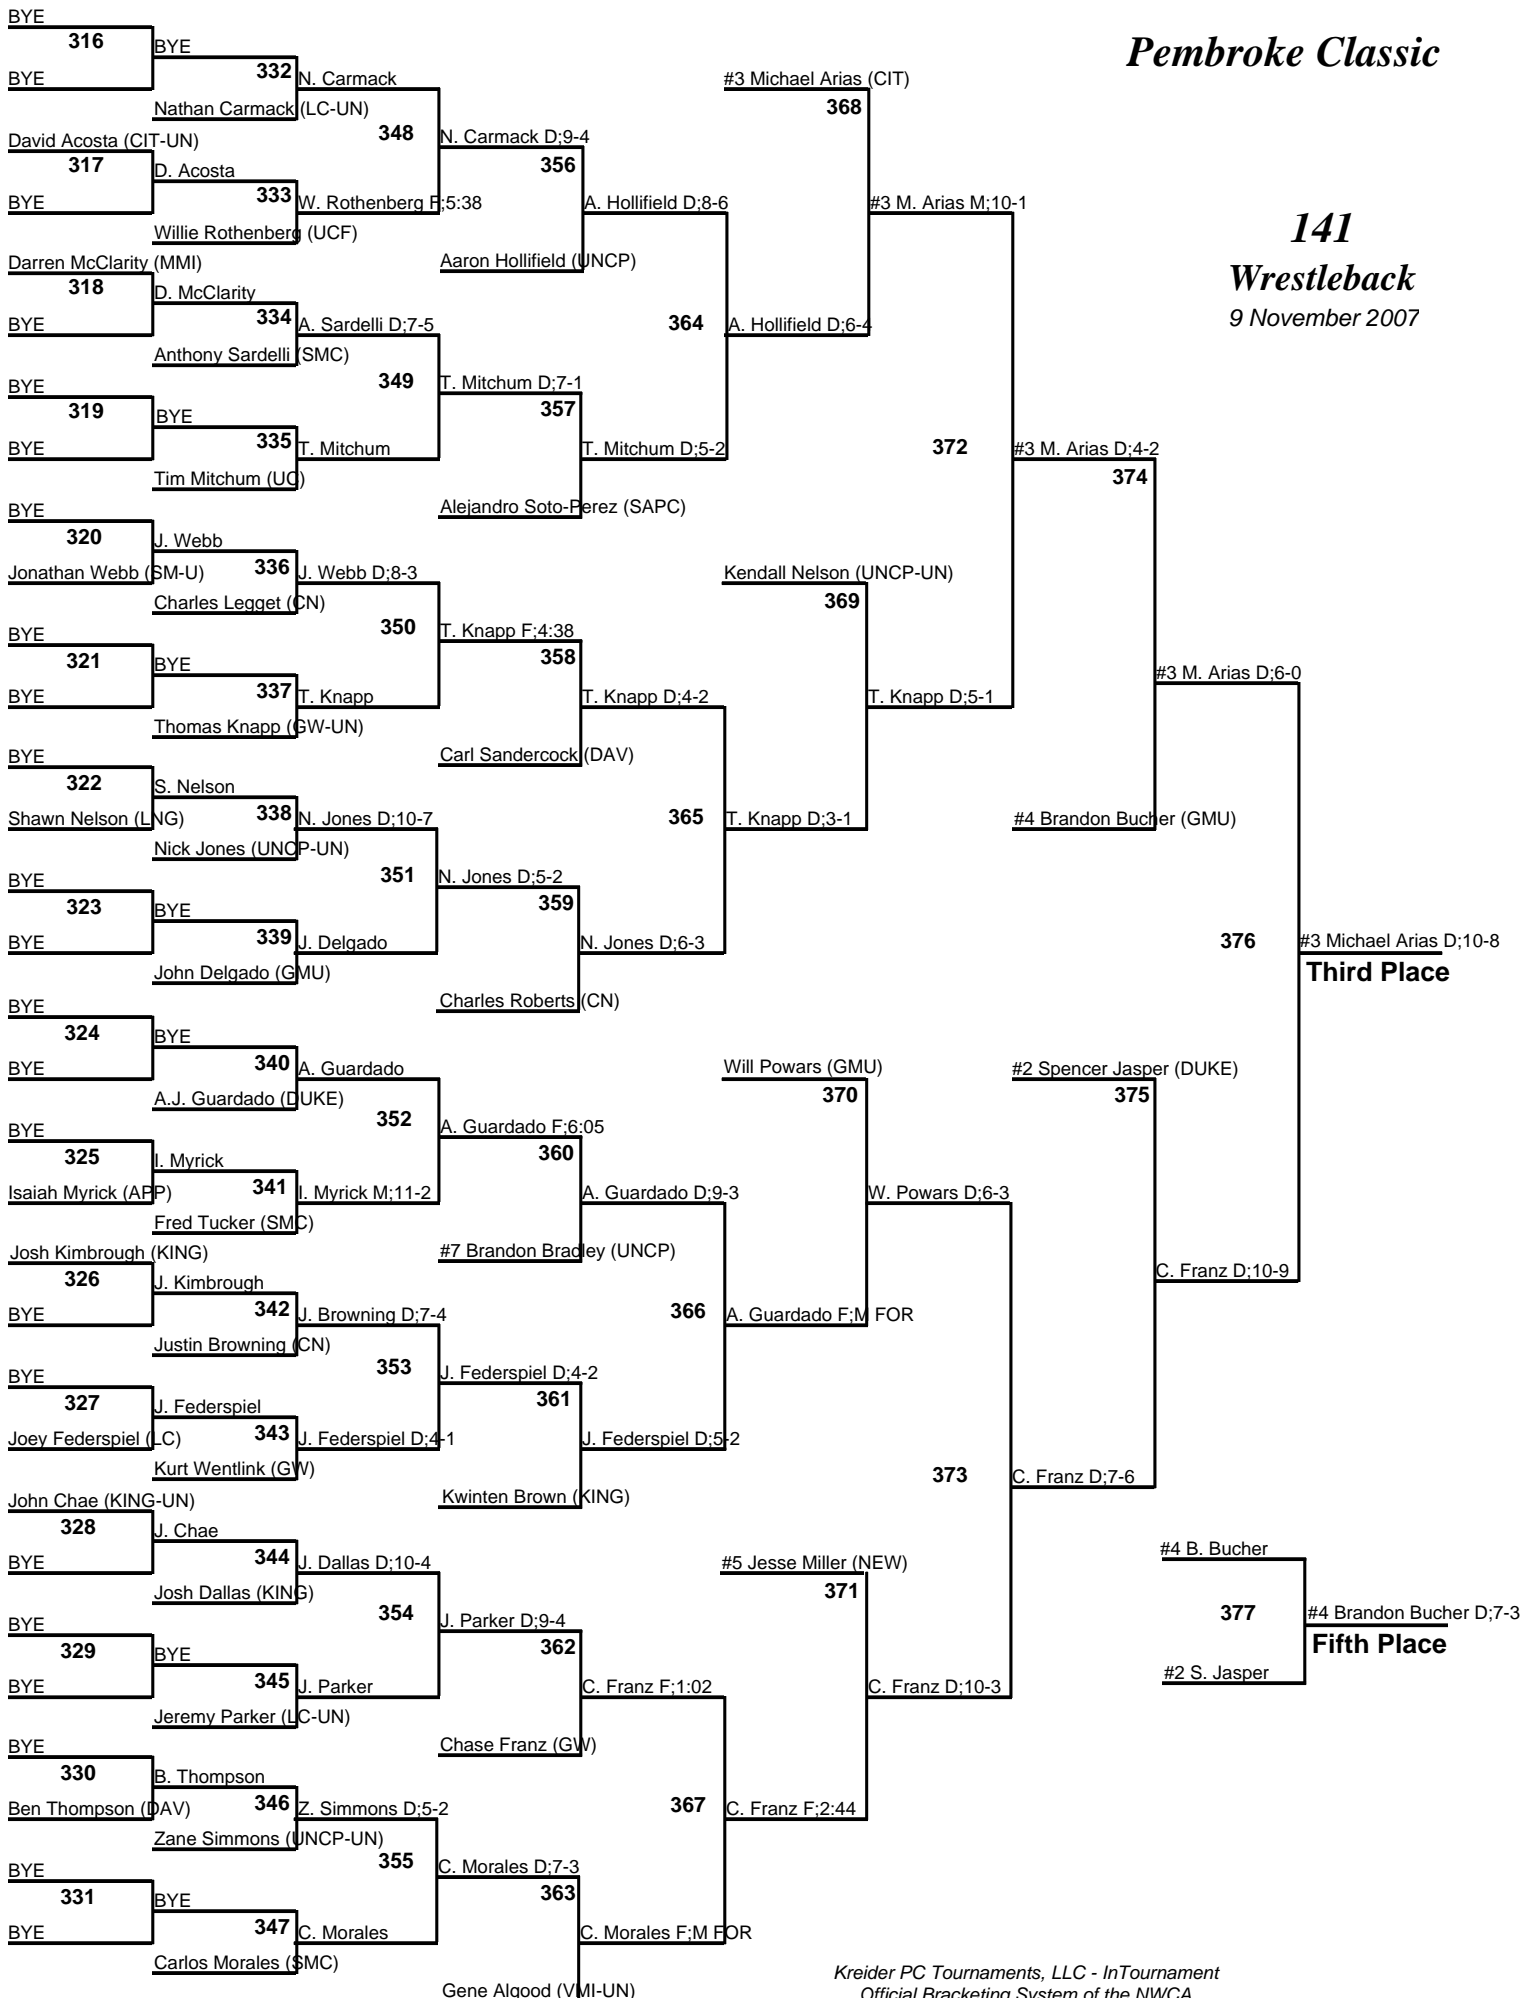 Pembroke Classic
141
Wrestleback
9 November 2007
BYE
316
BYE
BYE
332
Nathan Carmack (LC-UN)
N. Carmack
David Acosta (CIT-UN)
317
BYE
D. Acosta
333
Willie Rothenberg (UCF)
W. Rothenberg F;5:38
348
N. Carmack D;9-4
356
Aaron Hollifield (UNCP)
A. Hollifield D;8-6
Darren McClarity (MMI)
318
BYE
D. McClarity
334
Anthony Sardelli (SMC)
A. Sardelli D;7-5
BYE
319
BYE
BYE
335
Tim Mitchum (UC)
T. Mitchum
349
T. Mitchum D;7-1
357
Alejandro Soto-Perez (SAPC)
T. Mitchum D;5-2
364
A. Hollifield D;6-4
#3 Michael Arias (CIT)
368
#3 M. Arias M;10-1
BYE
320
Jonathan Webb (SM-U)
J. Webb
336
Charles Legget (CN)
J. Webb D;8-3
BYE
321
BYE
BYE
337
Thomas Knapp (GW-UN)
T. Knapp
350
T. Knapp F;4:38
358
Carl Sandercock (DAV)
T. Knapp D;4-2
BYE
322
Shawn Nelson (LNG)
S. Nelson
338
Nick Jones (UNCP-UN)
N. Jones D;10-7
BYE
323
BYE
BYE
339
John Delgado (GMU)
J. Delgado
351
N. Jones D;5-2
359
Charles Roberts (CN)
N. Jones D;6-3
365
T. Knapp D;3-1
Kendall Nelson (UNCP-UN)
369
T. Knapp D;5-1
372
#3 M. Arias D;4-2
374
#4 Brandon Bucher (GMU)
#3 M. Arias D;6-0
BYE
324
BYE
BYE
340
A.J. Guardado (DUKE)
A. Guardado
BYE
325
Isaiah Myrick (APP)
I. Myrick
341
Fred Tucker (SMC)
I. Myrick M;11-2
352
A. Guardado F;6:05
360
#7 Brandon Bradley (UNCP)
A. Guardado D;9-3
Josh Kimbrough (KING)
326
BYE
J. Kimbrough
342
Justin Browning (CN)
J. Browning D;7-4
BYE
327
Joey Federspiel (LC)
J. Federspiel
343
Kurt Wentlink (GW)
J. Federspiel D;4-1
353
J. Federspiel D;4-2
361
Kwinten Brown (KING)
J. Federspiel D;5-2
366
A. Guardado F;M FOR
Will Powars (GMU)
370
W. Powars D;6-3
John Chae (KING-UN)
328
BYE
J. Chae
344
Josh Dallas (KING)
J. Dallas D;10-4
BYE
329
BYE
BYE
345
Jeremy Parker (LC-UN)
J. Parker
354
J. Parker D;9-4
362
Chase Franz (GW)
C. Franz F;1:02
BYE
330
Ben Thompson (DAV)
B. Thompson
346
Zane Simmons (UNCP-UN)
Z. Simmons D;5-2
BYE
331
BYE
BYE
347
Carlos Morales (SMC)
C. Morales
355
C. Morales D;7-3
363
Gene Algood (VMI-UN)
C. Morales F;M FOR
367
C. Franz F;2:44
#5 Jesse Miller (NEW)
371
C. Franz D;10-3
373
C. Franz D;7-6
#2 Spencer Jasper (DUKE)
375
C. Franz D;10-9
376
#3 Michael Arias D;10-8
Third Place
#4 B. Bucher
377
#2 S. Jasper
#4 Brandon Bucher D;7-3
Fifth Place
Kreider PC Tournaments, LLC - InTournament
Official Bracketing System of the NWCA